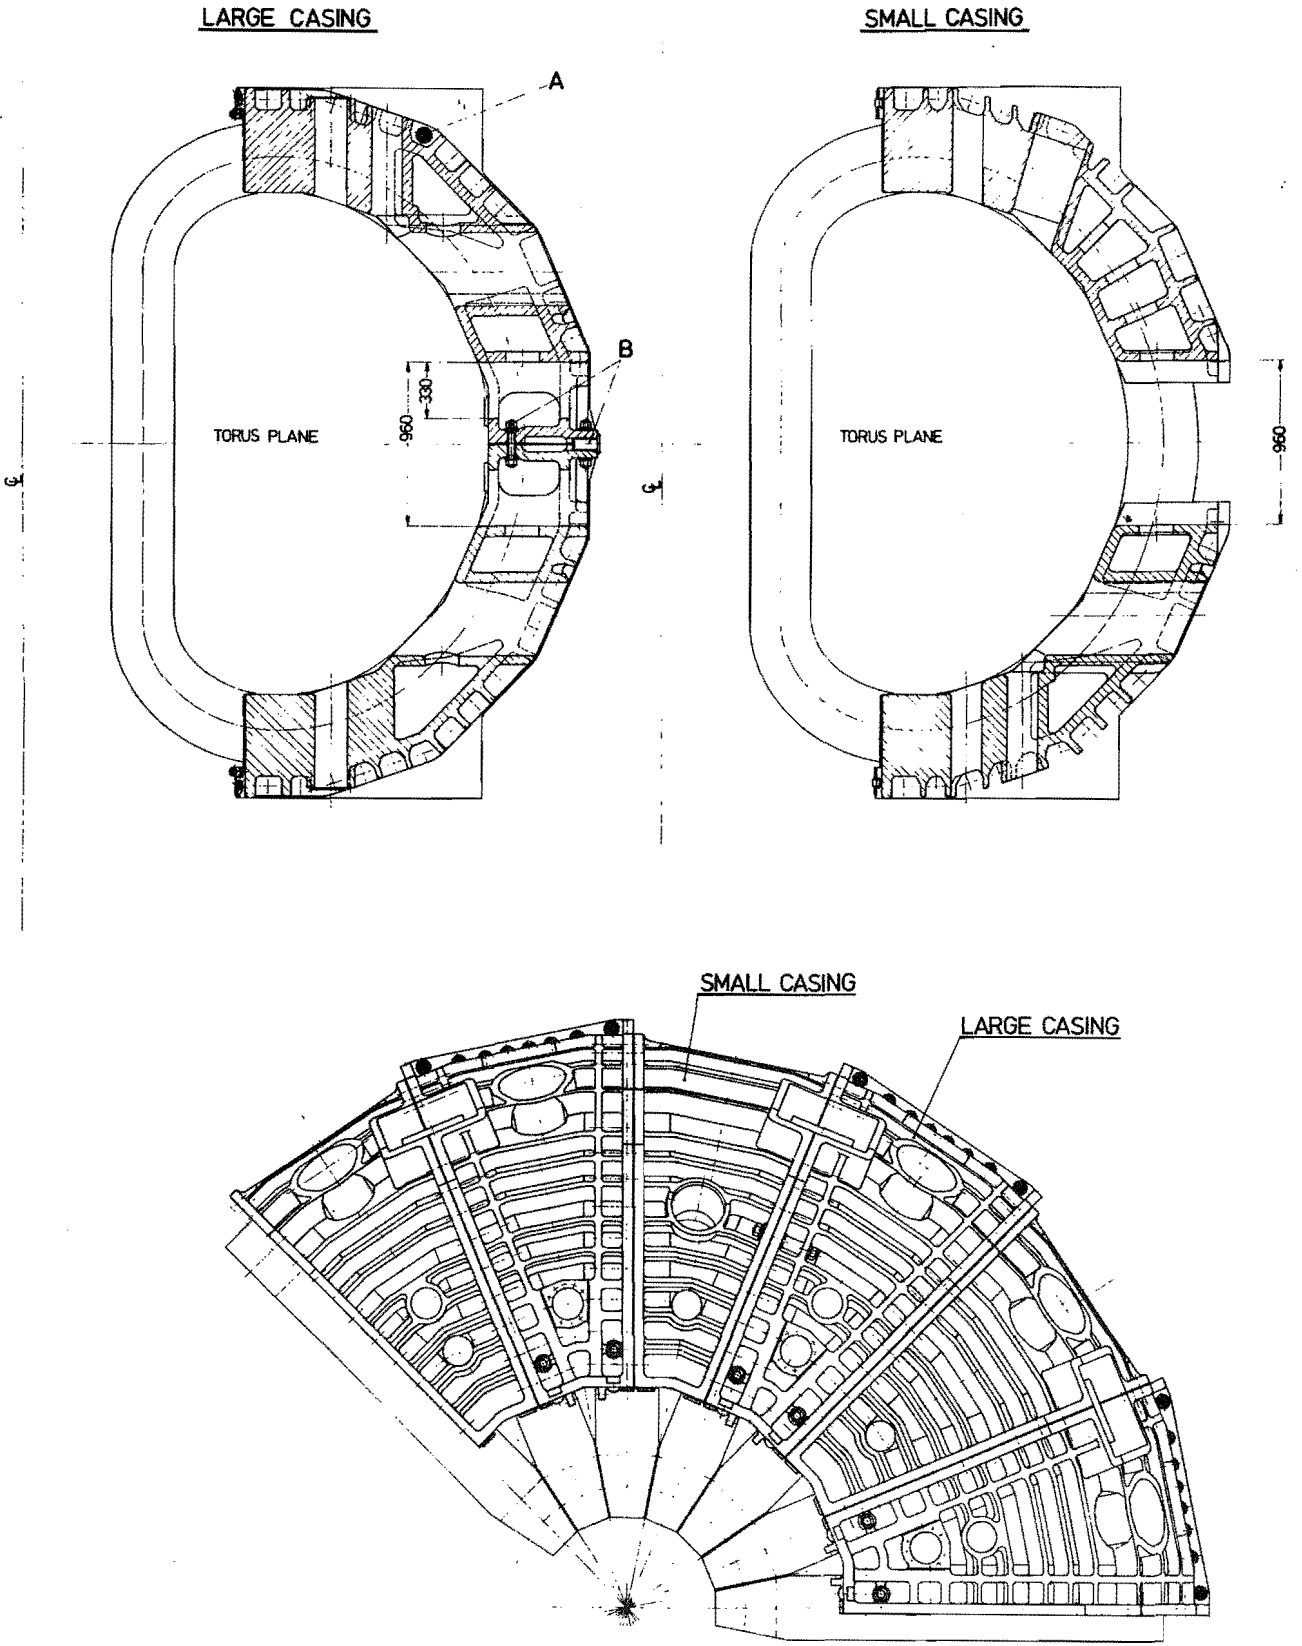 LARGE CASING
SMALL CASING
A
B
330
960
TORUS PLANE
TORUS PLANE
960
℄
℄
SMALL CASING
LARGE CASING